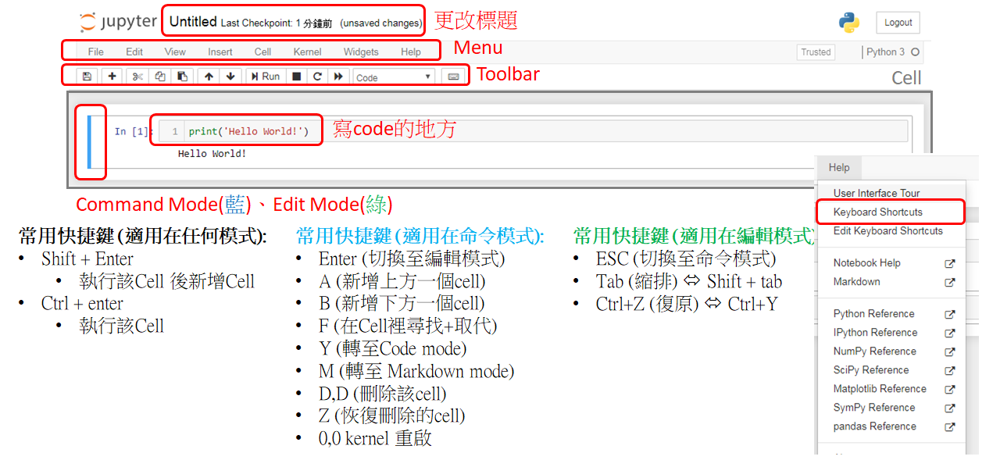 jupyter Untitled Last Checkpoint: 1 分鐘前 (unsaved changes) 更改標題 Logout
File Edit View Insert Cell Kernel Widgets Help Menu Trusted Python 3
Run Code Toolbar
Cell
In [1]: 1 print('Hello World!') 寫code的地方
Hello World!
Command Mode(藍)、Edit Mode(綠)
常用快捷鍵(適用在任何模式):
• Shift + Enter
• 執行該Cell 後新增Cell
• Ctrl + enter
• 執行該Cell
常用快捷鍵(適用在命令模式):
• Enter (切換至編輯模式)
• A (新增上方一個cell)
• B (新增下方一個cell)
• F (在Cell裡尋找+取代)
• Y (轉至Code mode)
• M (轉至 Markdown mode)
• D,D (刪除該cell)
• Z (恢復刪除的cell)
• 0,0 kernel 重啟
常用快捷鍵(適用在編輯模式)
• ESC (切換至命令模式)
• Tab (縮排) ⇔ Shift + tab
• Ctrl+Z (復原) ⇔ Ctrl+Y
Help
User Interface Tour
Keyboard Shortcuts
Edit Keyboard Shortcuts
Notebook Help
Markdown
Python Reference
IPython Reference
NumPy Reference
SciPy Reference
Matplotlib Reference
SymPy Reference
pandas Reference